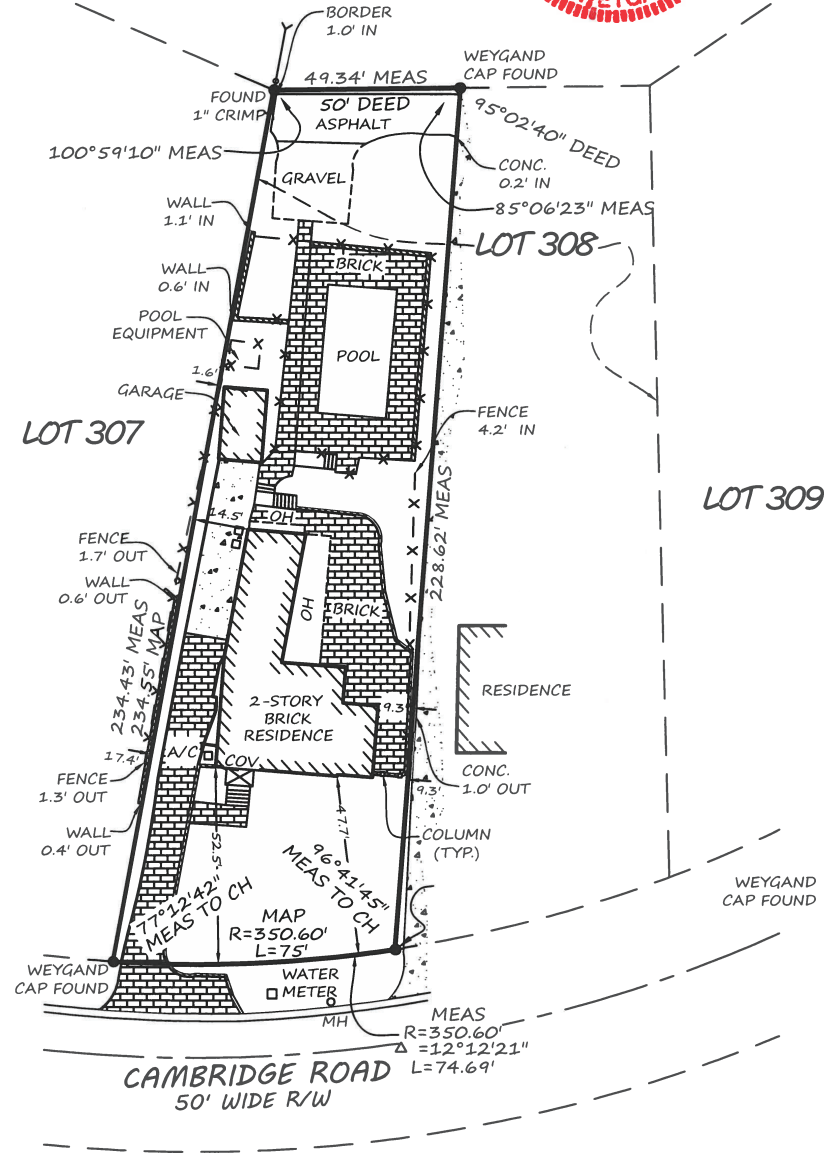 BORDER
1.0' IN
WEYGAND
CAP FOUND
49.34' MEAS
FOUND
1" CRIMP
50' DEED
ASPHALT
95°02'40" DEED
100°59'10" MEAS
CONC.
0.2' IN
GRAVEL
WALL
1.1' IN
85°06'23" MEAS
LOT 308
BRICK
WALL
0.6' IN
POOL
EQUIPMENT
POOL
1.6'
GARAGE
FENCE
4.2' IN
LOT 307
LOT 309
228.62' MEAS
14.5'
OH
FENCE
1.7' OUT
WALL
0.6' OUT
OH
BRICK
234.43' MEAS
234.55' MAP
RESIDENCE
2-STORY
BRICK
RESIDENCE
9.3'
17.4'
A/C
COV
CONC.
1.0' OUT
FENCE
1.3' OUT
9.3'
47.7'
52.5'
WALL
0.4' OUT
COLUMN
(TYP.)
77°12'42"
MEAS TO CH
96°41'45"
MEAS TO CH
WEYGAND
CAP FOUND
MAP
R=350.60'
L=75'
WEYGAND
CAP FOUND
WATER
METER
MH
MEAS
R=350.60'
△ =12°12'21"
L=74.69'
CAMBRIDGE ROAD
50' WIDE R/W